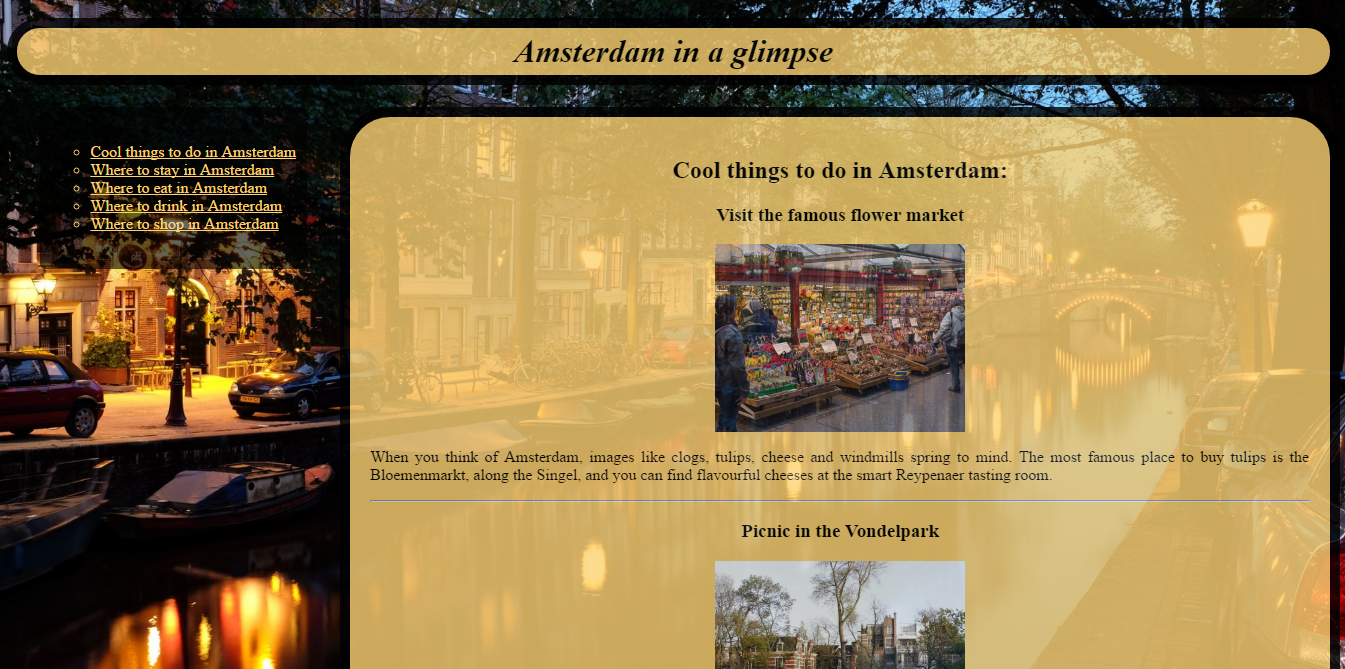 Amsterdam in a glimpse
Cool things to do in Amsterdam
Where to stay in Amsterdam
Where to eat in Amsterdam
Where to drink in Amsterdam
Where to shop in Amsterdam
Cool things to do in Amsterdam:
Visit the famous flower market
When you think of Amsterdam, images like clogs, tulips, cheese and windmills spring to mind. The most famous place to buy tulips is the
Bloemenmarkt, along the Singel, and you can find flavourful cheeses at the smart Reypenaer tasting room.
Picnic in the Vondelpark